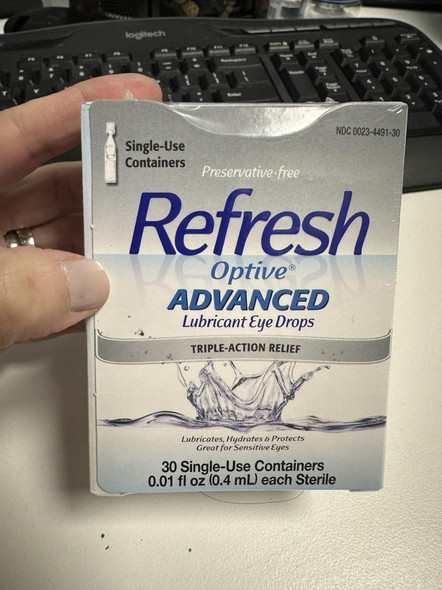 logitech
Single-Use
Containers
NDC 0023-4491-30
Preservative-free
Refresh
Optive®
ADVANCED
Lubricant Eye Drops
TRIPLE-ACTION RELIEF
Lubricates, Hydrates & Protects
Great for Sensitive Eyes
30 Single-Use Containers
0.01 fl oz (0.4 mL) each Sterile